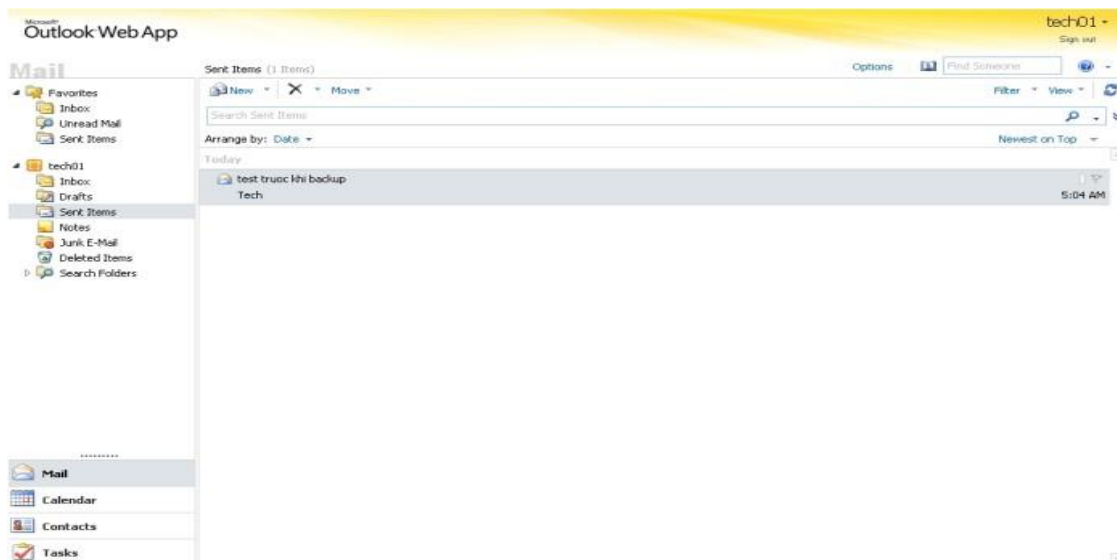 Microsoft
Outlook Web App
tech01
Sign out
Mail
Favorites
Inbox
Unread Mail
Sent Items
tech01
Inbox
Drafts
Sent Items
Notes
Junk E-Mail
Deleted Items
Search Folders
Mail
Calendar
Contacts
Tasks
Sent Items (1 Items)
Options
Find Someone
New
Move
Filter
View
Search Sent Items
Arrange by: Date
Newest on Top
Today
test truoc khi backup
Tech
5:04 AM